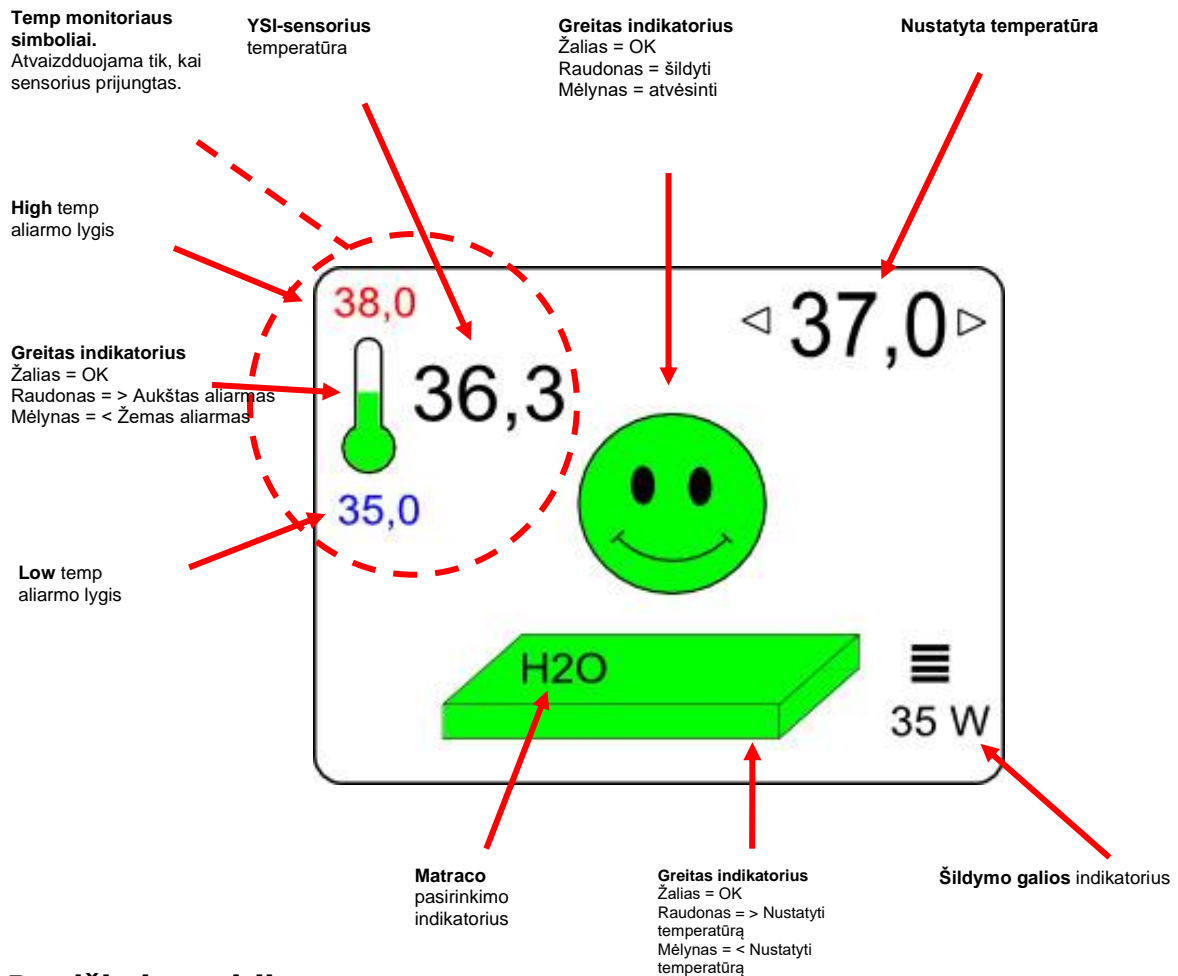 Temp monitoriaus
simboliai.
Atvaizdduojama tik, kai
sensorius prijungtas.
YSI-sensorius
temperatūra
Greitas indikatorius
Žalias = OK
Raudonas = šildyti
Mėlynas = atvėsinti
Nustatyta temperatūra
High temp
aliarmo lygis
Greitas indikatorius
Žalias = OK
Raudonas = > Aukštas aliarmas
Mėlynas = < Žemas aliarmas
Low temp
aliarmo lygis
38,0
36,3
35,0
37,0
H2O
35 W
Matraco
pasirinkimo
indikatorius
Greitas indikatorius
Žalias = OK
Raudonas = > Nustatyti
temperatūrą
Mėlynas = < Nustatyti
temperatūrą
Šildymo galios indikatorius